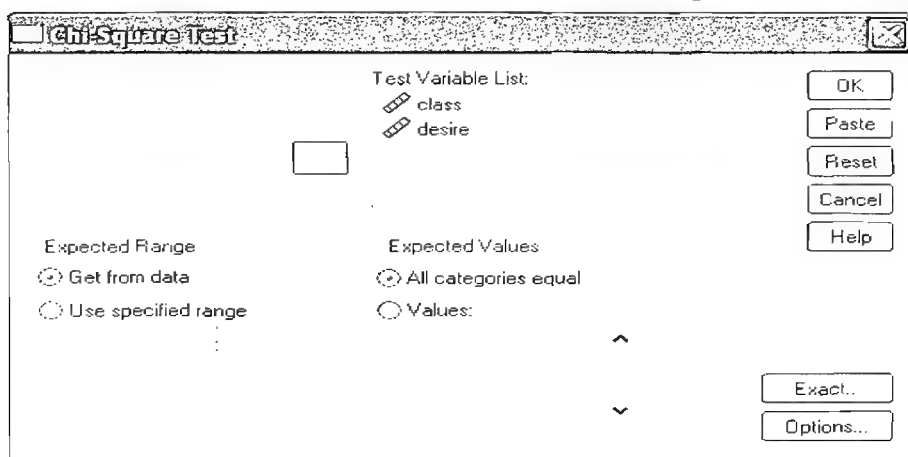 Chi-Square Test
Test Variable List:
class
desire
OK
Paste
Reset
Cancel
Help
Expected Range
Get from data
Use specified range
Expected Values
All categories equal
Values:
Exact..
Options...